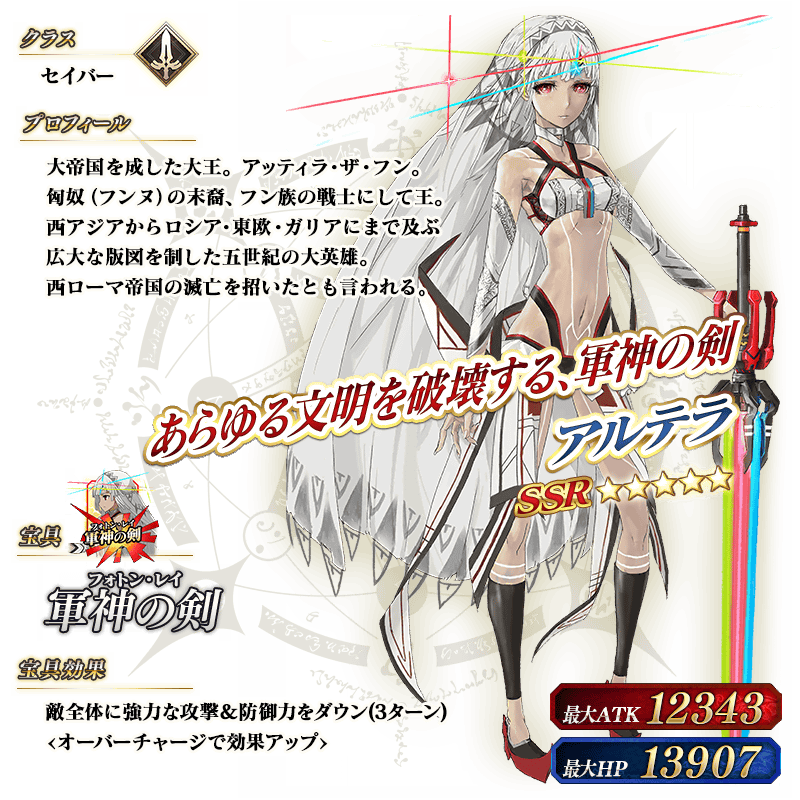 クラス
セイバー
プロフィール
大帝国を成した大王。アッティラ・ザ・フン。
匈奴（フンヌ）の末裔、フン族の戦士にして王。
西アジアからロシア・東欧・ガリアにまで及ぶ
広大な版図を制した五世紀の大英雄。
西ローマ帝国の滅亡を招いたとも言われる。
あらゆる文明を破壊する、軍神の剣
アルテラ
SSR ☆☆☆☆☆
宝具
フォトン・レイ
軍神の剣
フォトン・レイ
軍神の剣
宝具効果
敵全体に強力な攻撃&防御力をダウン(3ターン)
<オーバーチャージで効果アップ>
最大ATK 12343
最大HP 13907